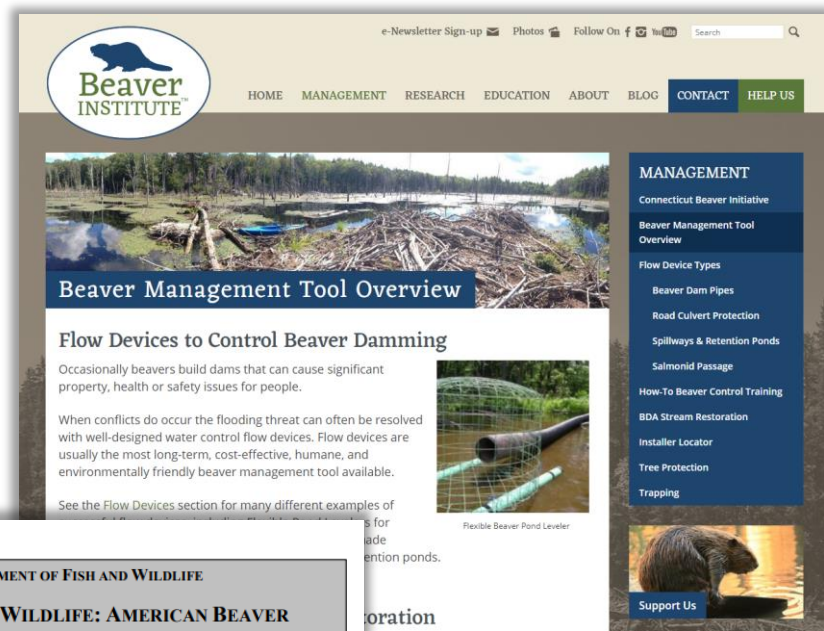 e-Newsletter Sign-up Photos Follow On YouTube Search
Beaver
INSTITUTE™
HOME MANAGEMENT RESEARCH EDUCATION ABOUT BLOG CONTACT HELP US
Beaver Management Tool Overview
Flow Devices to Control Beaver Damming
Occasionally beavers build dams that can cause significant
property, health or safety issues for people.
When conflicts do occur the flooding threat can often be resolved
with well-designed water control flow devices. Flow devices are
usually the most long-term, cost-effective, humane, and
environmentally friendly beaver management tool available.
See the Flow Devices section for many different examples of
Flexible Beaver Pond Leveler
ention ponds.
oration
MANAGEMENT
Connecticut Beaver Initiative
Beaver Management Tool
Overview
Flow Device Types
Beaver Dam Pipes
Road Culvert Protection
Spillways & Retention Ponds
Salmonid Passage
How-To Beaver Control Training
BDA Stream Restoration
Installer Locator
Tree Protection
Trapping
Support Us
MENT OF FISH AND WILDLIFE
WILDLIFE: AMERICAN BEAVER